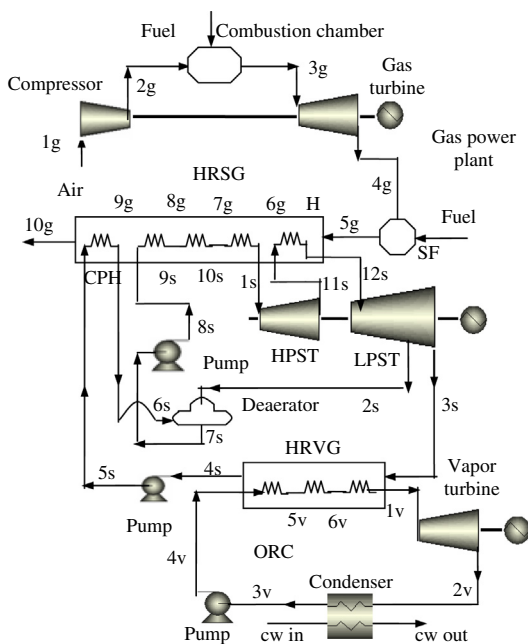 Fuel
Combustion chamber
2g
3g
Compressor
Gas
turbine
1g
Air
Gas power
plant
4g
HRSG
9g
8g
7g
6g
H
5g
10g
Fuel
SF
CPH
9s
10s
1s
11s
12s
8s
HPST
LPST
Pump
6s
Deaerator
2s
3s
7s
HRVG
5s
4s
Vapor
turbine
5v
6v
1v
Pump
4v
ORC
Condenser
3v
2v
Pump
cw in
cw out